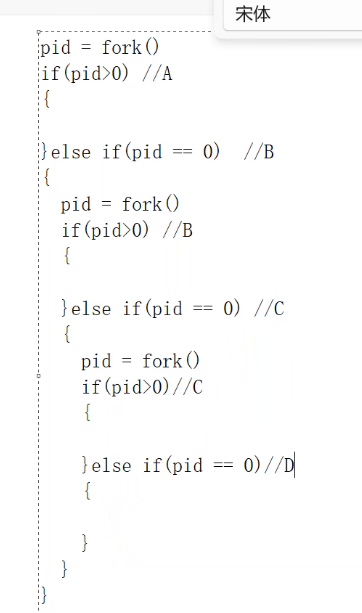 宋体
pid = fork()
if(pid>0) //A
{
}else if(pid == 0)  //B
{
  pid = fork()
  if(pid>0) //B
  {
  }else if(pid == 0) //C
  {
    pid = fork()
    if(pid>0)//C
    {
    }else if(pid == 0)//D
    {
    }
  }
}